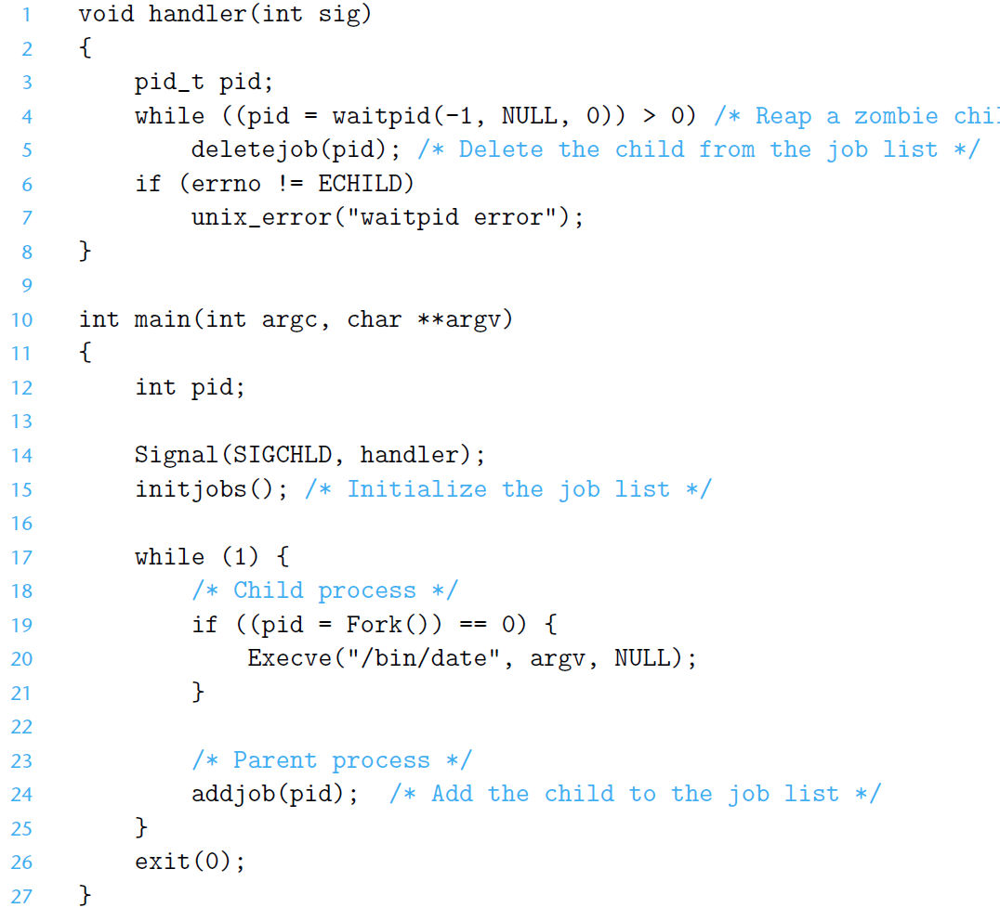 1 void handler(int sig)
2 {
3 pid_t pid;
4 while ((pid = waitpid(-1, NULL, 0)) > 0) /* Reap a zombie chil
5 deletejob(pid); /* Delete the child from the job list */
6 if (errno != ECHILD)
7 unix_error("waitpid error");
8 }
9
10 int main(int argc, char **argv)
11 {
12 int pid;
13
14 Signal(SIGCHLD, handler);
15 initjobs(); /* Initialize the job list */
16
17 while (1) {
18 /* Child process */
19 if ((pid = Fork()) == 0) {
20 Execve("/bin/date", argv, NULL);
21 }
22
23 /* Parent process */
24 addjob(pid); /* Add the child to the job list */
25 }
26 exit(0);
27 }